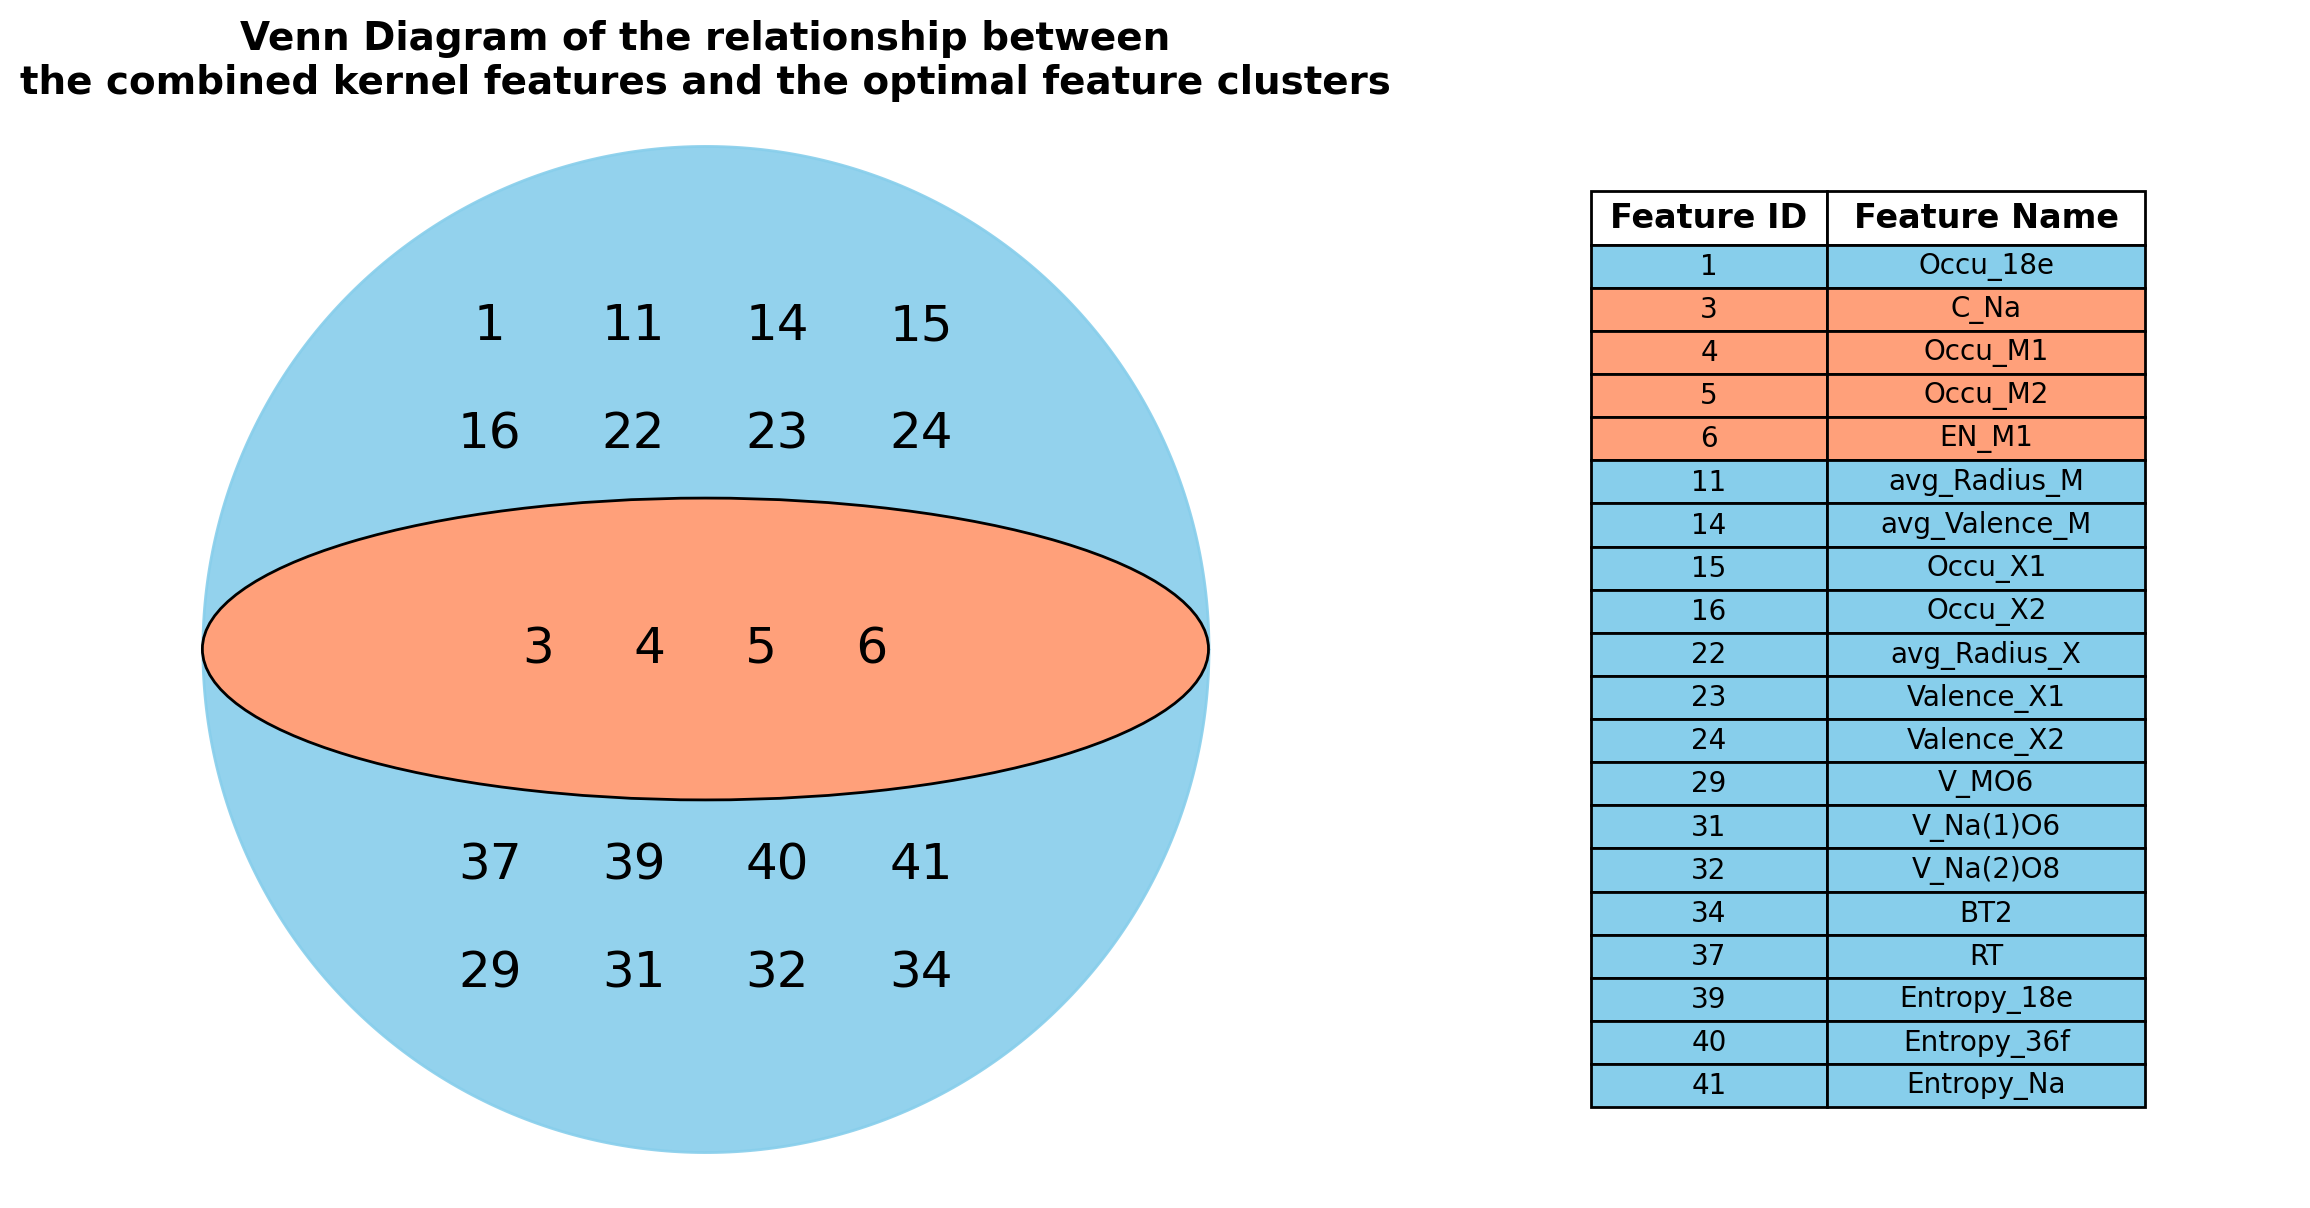 Venn Diagram of the relationship between
the combined kernel features and the optimal feature clusters
1 11 14 15
16 22 23 24
3 4 5 6
37 39 40 41
29 31 32 34
Feature ID Feature Name
1 Occu_18e
3 C_Na
4 Occu_M1
5 Occu_M2
6 EN_M1
11 avg_Radius_M
14 avg_Valence_M
15 Occu_X1
16 Occu_X2
22 avg_Radius_X
23 Valence_X1
24 Valence_X2
29 V_MO6
31 V_Na(1)O6
32 V_Na(2)O8
34 BT2
37 RT
39 Entropy_18e
40 Entropy_36f
41 Entropy_Na